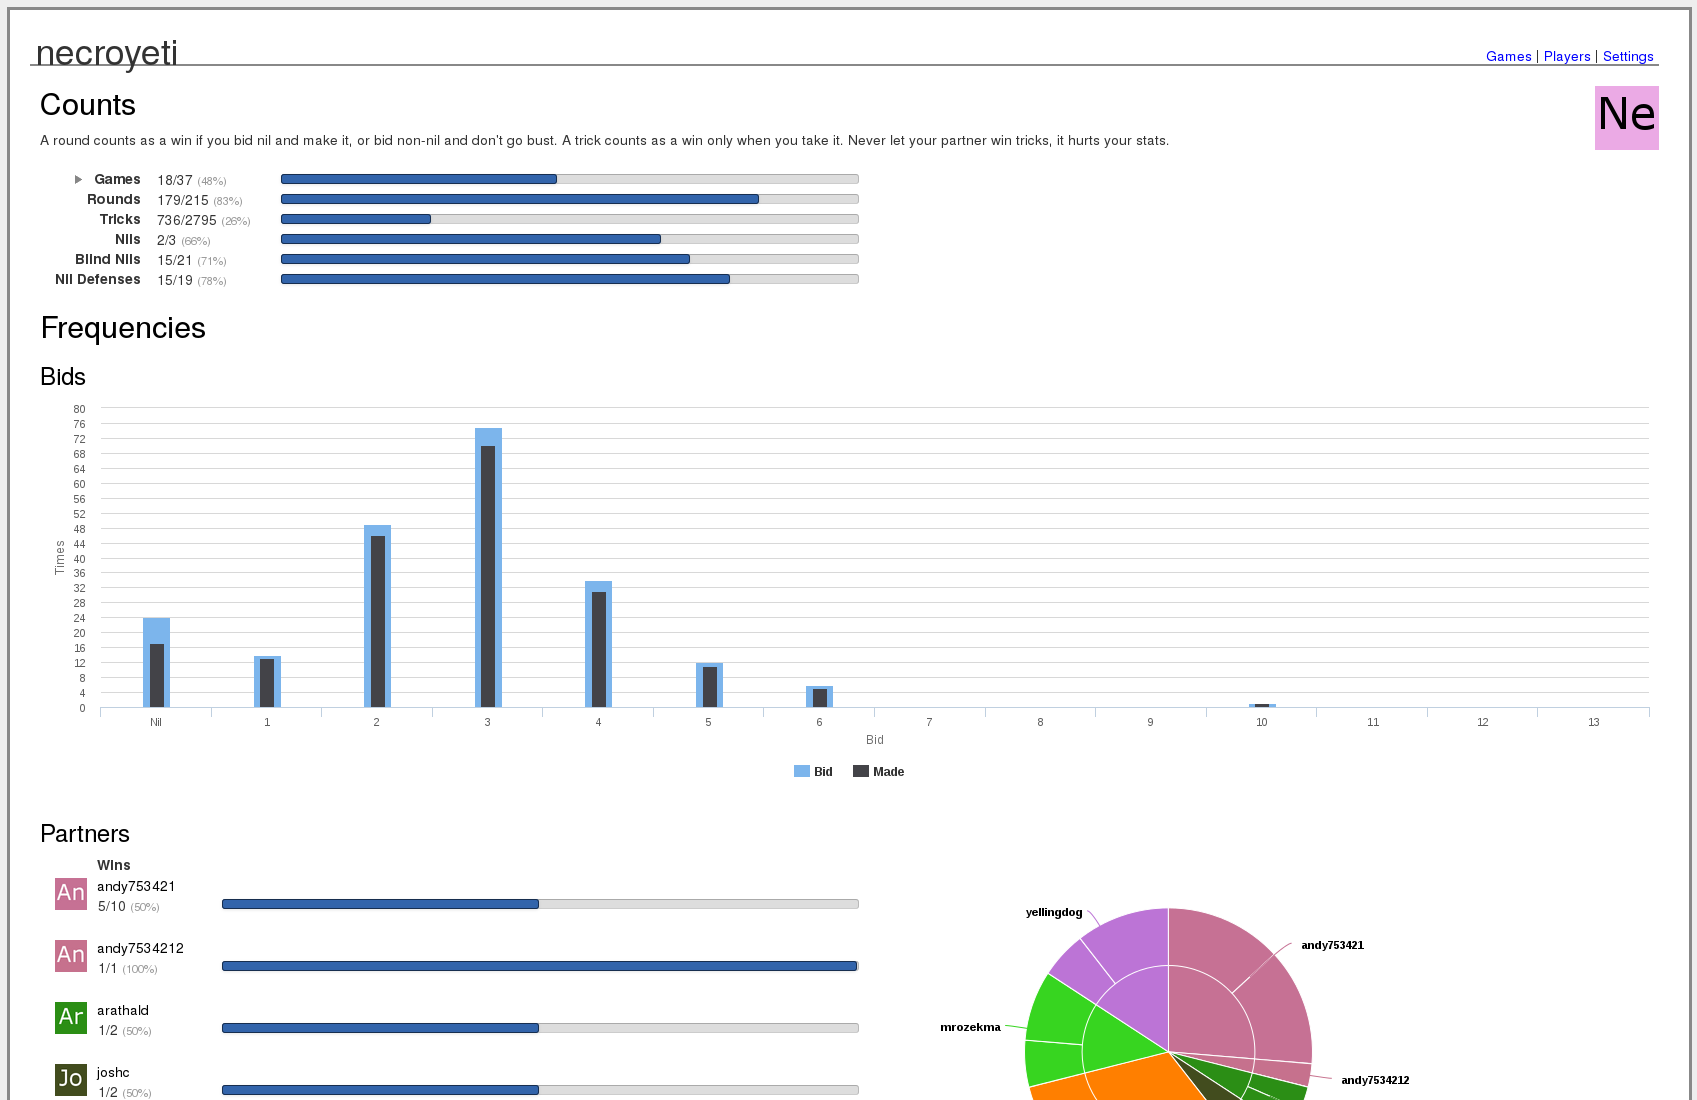 necroyeti
Games | Players | Settings
Counts
Ne
A round counts as a win if you bid nil and make it, or bid non-nil and don't go bust. A trick counts as a win only when you take it. Never let your partner win tricks, it hurts your stats.
Games 18/37 (48%)
Rounds 179/215 (83%)
Tricks 736/2795 (26%)
Nils 2/3 (66%)
Blind Nils 15/21 (71%)
Nil Defenses 15/19 (78%)
Frequencies
Bids
80
76
72
68
64
60
56
52
48
44
40
36
32
28
24
20
16
12
8
4
0
Times
Nil 1 2 3 4 5 6 7 8 9 10 11 12 13
Bid
Bid Made
Partners
Wins
An andy753421
5/10 (50%)
An andy7534212
1/1 (100%)
Ar arathald
1/2 (50%)
Jo joshc
1/2 (50%)
yellingdog
andy753421
mrozekma
andy7534212